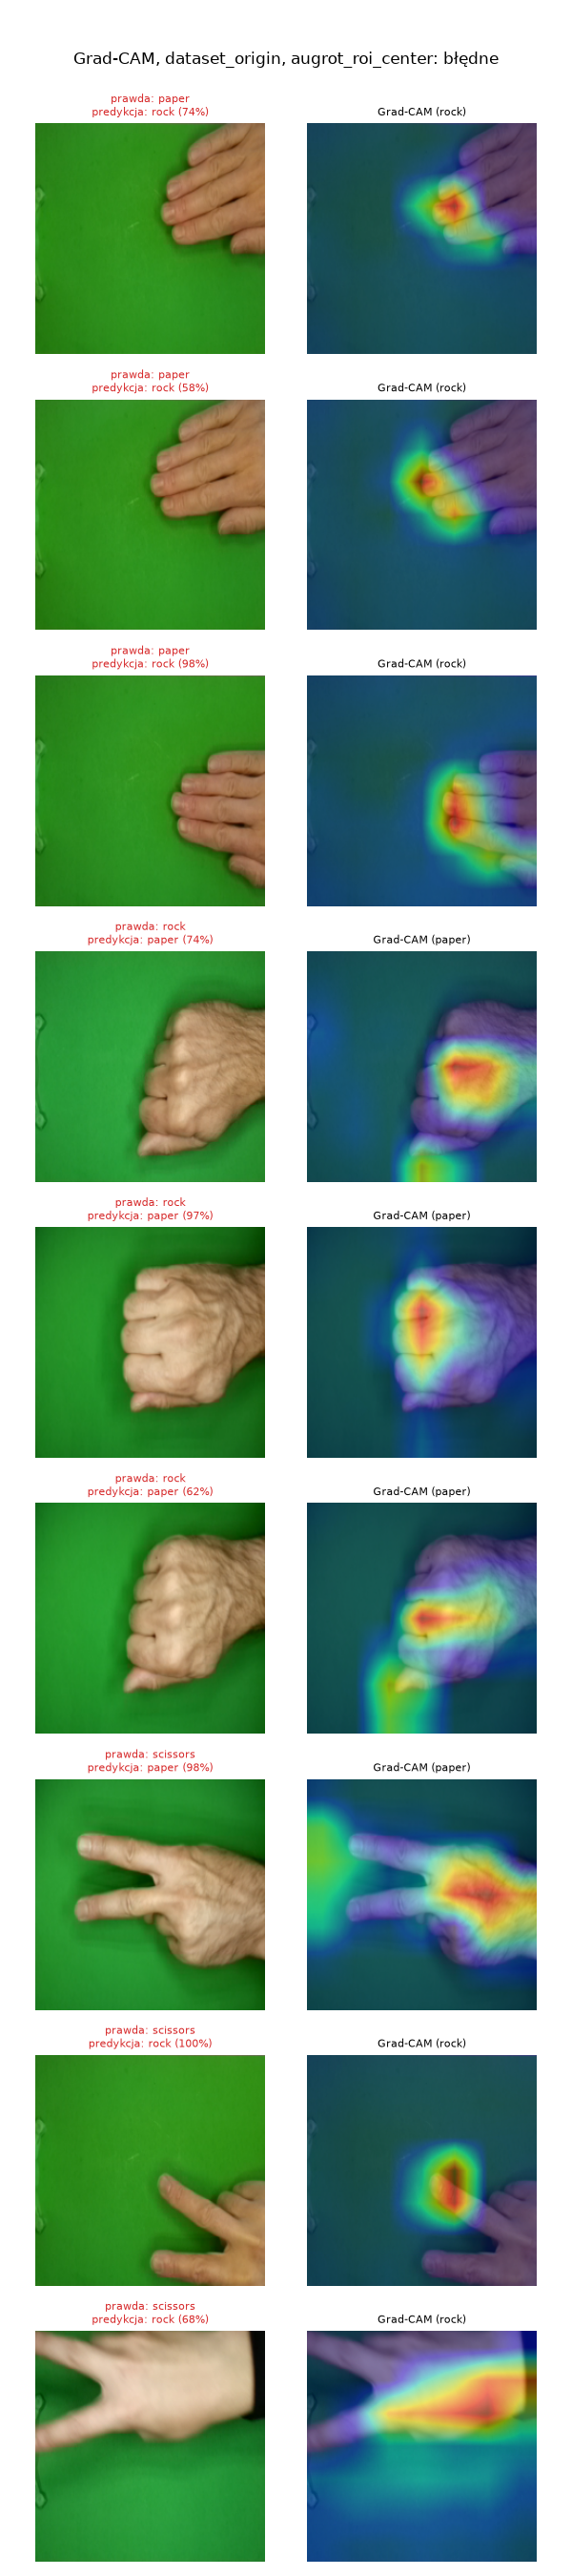 Grad-CAM, dataset_origin, augrot_roi_center: błędne
prawda: paper
predykcja: rock (74%)
Grad-CAM (rock)
prawda: paper
predykcja: rock (58%)
Grad-CAM (rock)
prawda: paper
predykcja: rock (98%)
Grad-CAM (rock)
prawda: rock
predykcja: paper (74%)
Grad-CAM (paper)
prawda: rock
predykcja: paper (97%)
Grad-CAM (paper)
prawda: rock
predykcja: paper (62%)
Grad-CAM (paper)
prawda: scissors
predykcja: paper (98%)
Grad-CAM (paper)
prawda: scissors
predykcja: rock (100%)
Grad-CAM (rock)
prawda: scissors
predykcja: rock (68%)
Grad-CAM (rock)